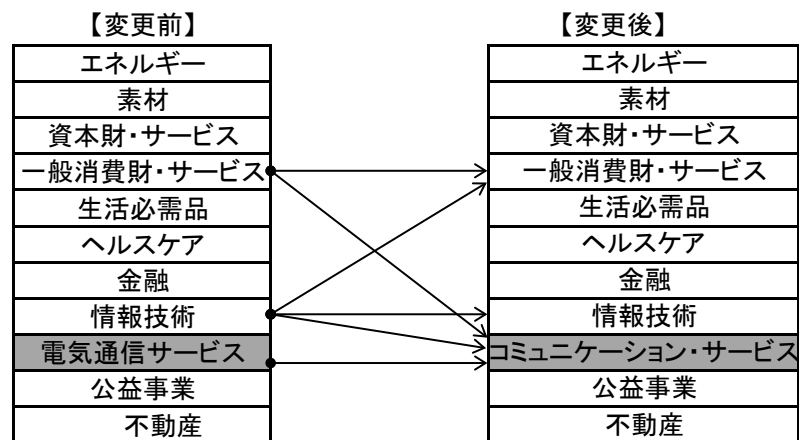 【変更前】
エネルギー
素材
資本財・サービス
一般消費財・サービス
生活必需品
ヘルスケア
金融
情報技術
電気通信サービス
公益事業
不動産
【変更後】
エネルギー
素材
資本財・サービス
一般消費財・サービス
生活必需品
ヘルスケア
金融
情報技術
コミュニケーション・サービス
公益事業
不動産